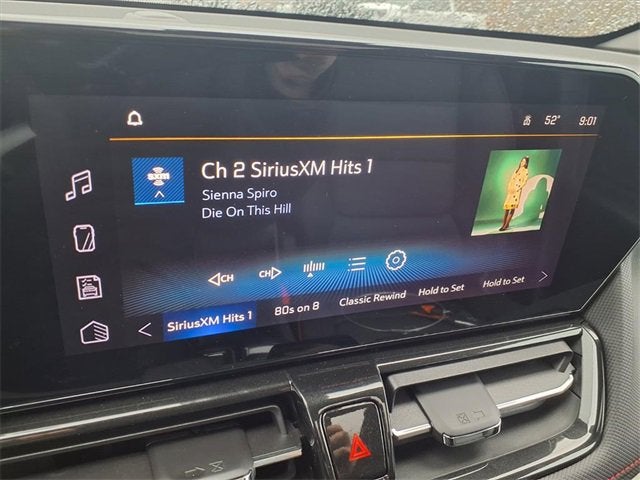 52° 9:01
Ch 2 SiriusXM Hits 1
Sienna Spiro
Die On This Hill
SXM
CH CH
SiriusXM Hits 1 80s on 8 Classic Rewind Hold to Set Hold to Set